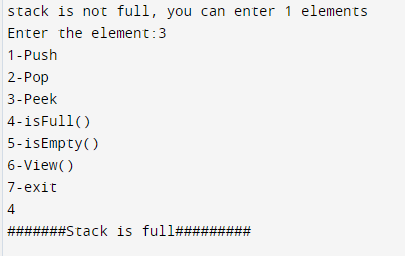 stack is not full, you can enter 1 elements
Enter the element:3
1-Push
2-Pop
3-Peek
4-isFull()
5-isEmpty()
6-View()
7-exit
4
#######Stack is full#########